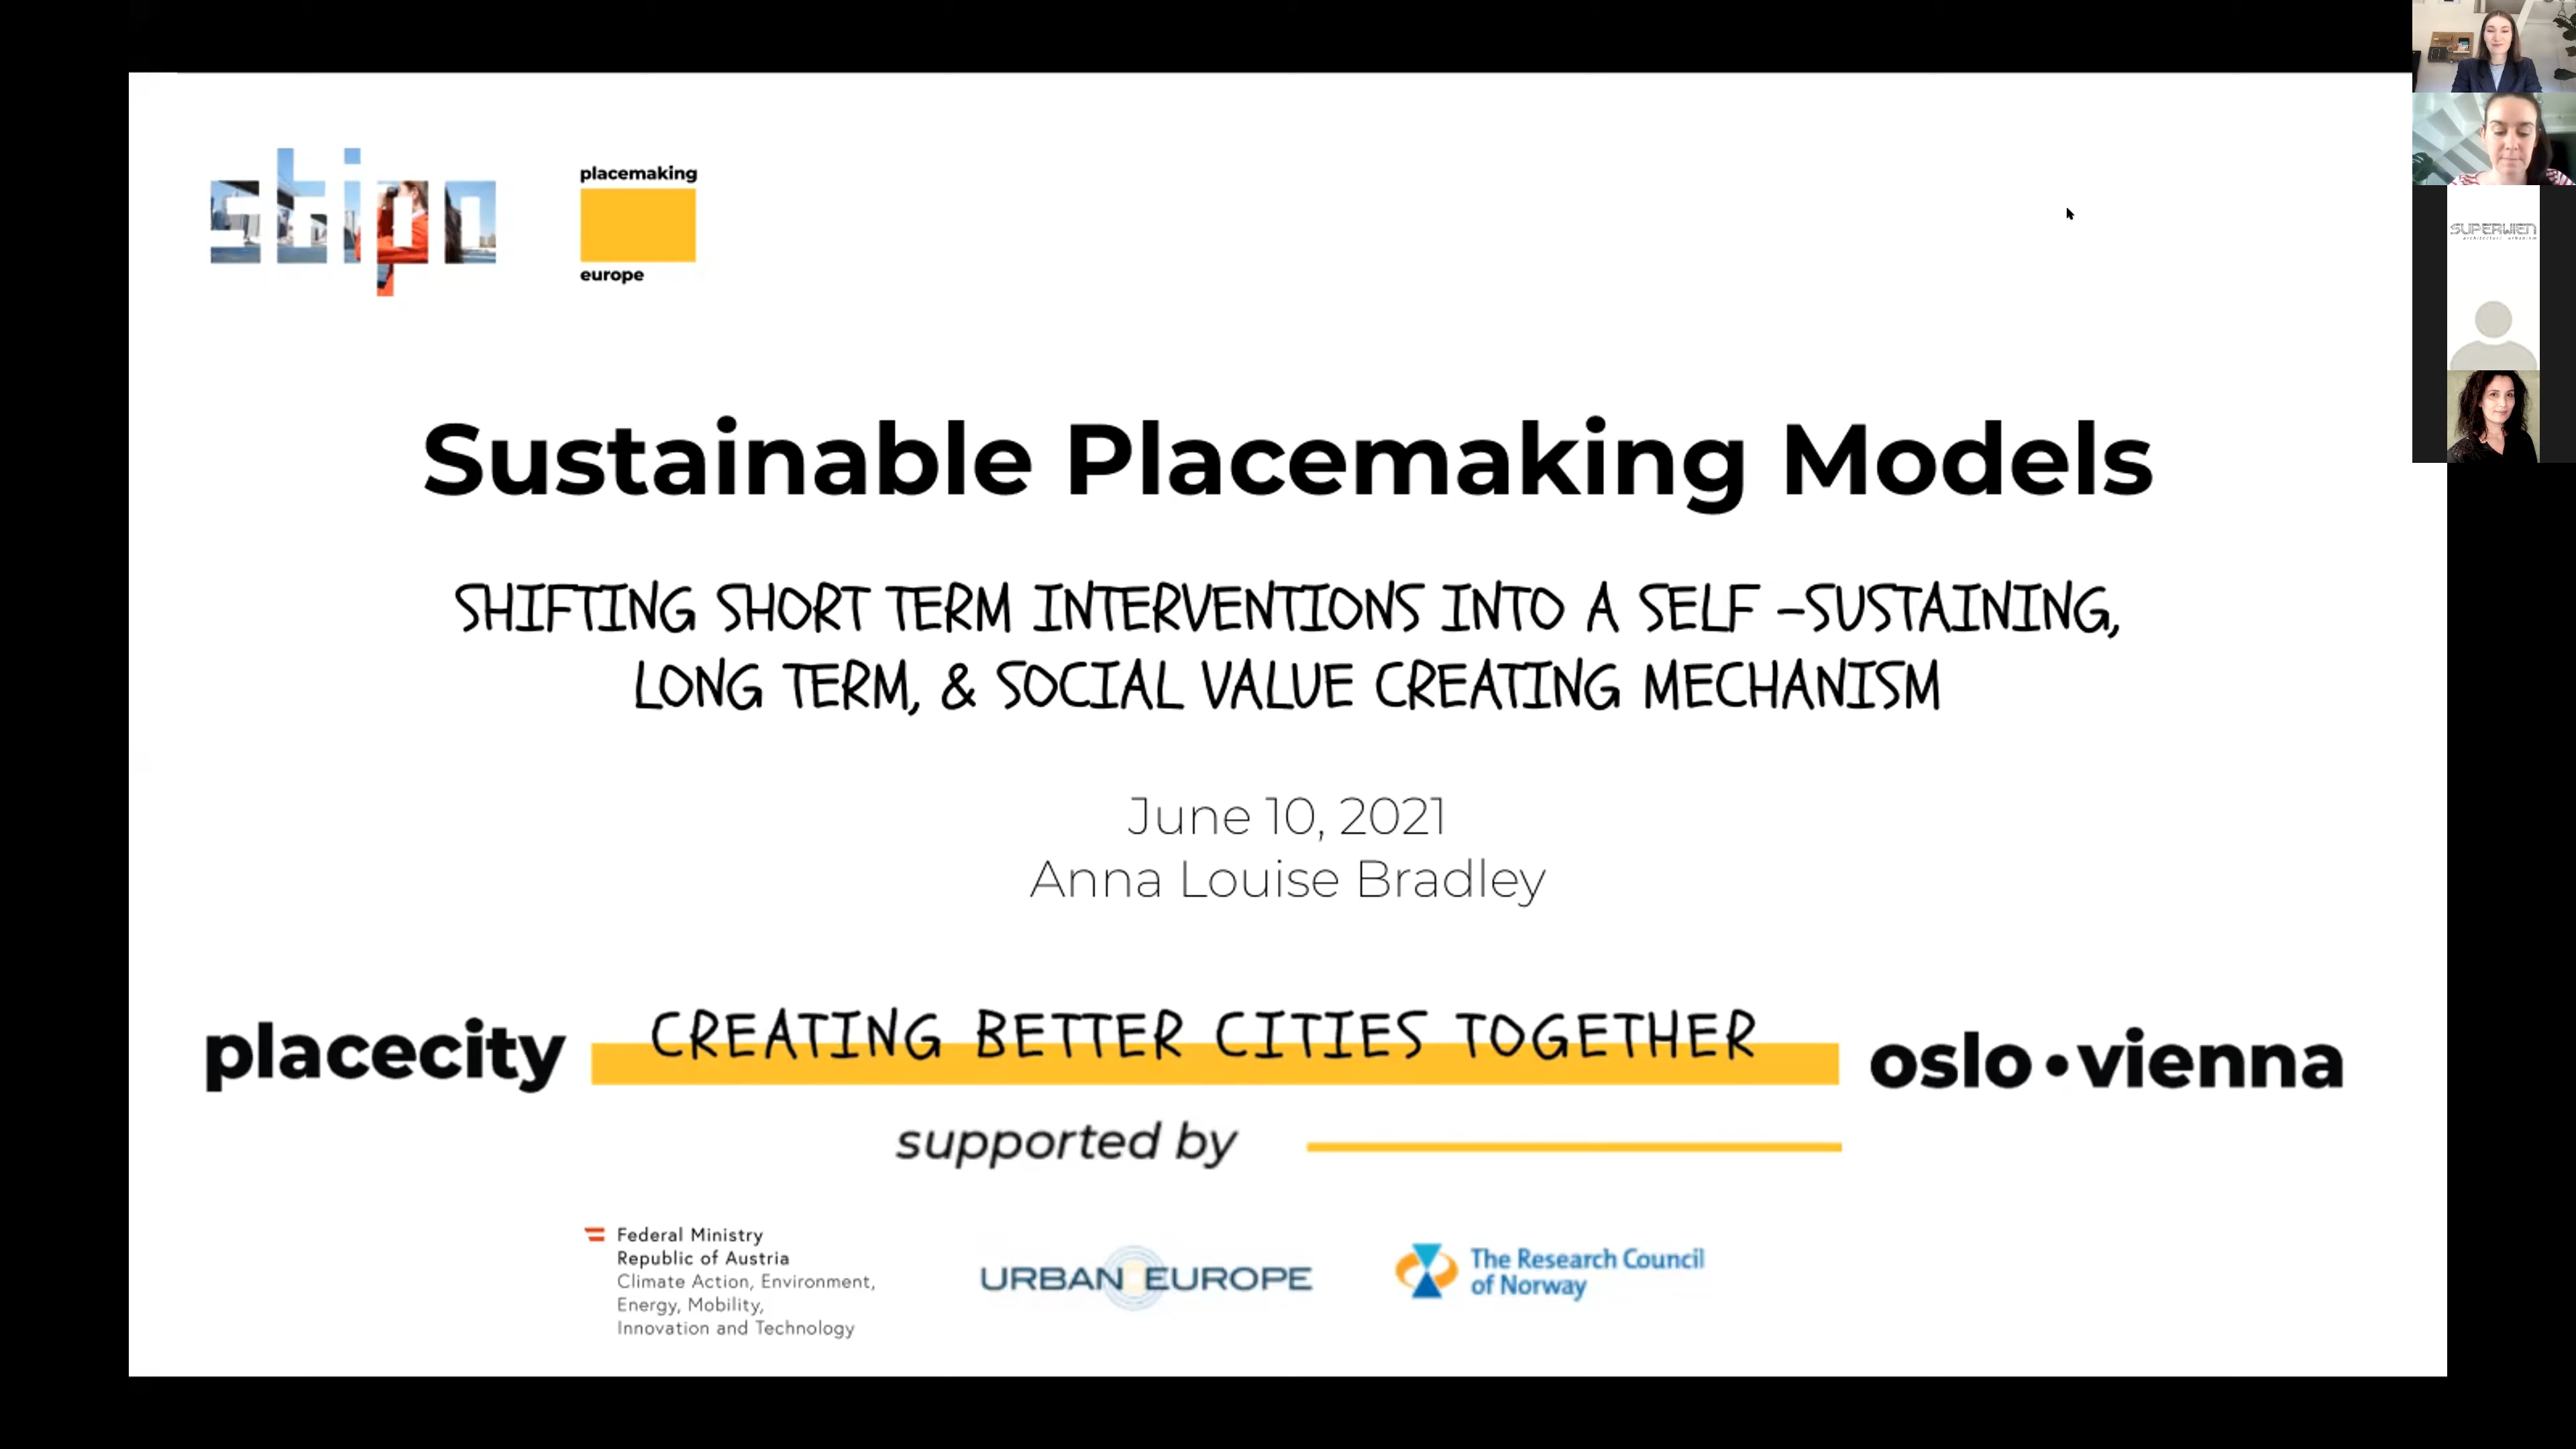 stipo
placemaking
europe
SUPERWIEN
architecture urbanism
Sustainable Placemaking Models
SHIFTING SHORT TERM INTERVENTIONS INTO A SELF -SUSTAINING,
LONG TERM, & SOCIAL VALUE CREATING MECHANISM
June 10, 2021
Anna Louise Bradley
placecity CREATING BETTER CITIES TOGETHER oslo • vienna
supported by
Federal Ministry
Republic of Austria
Climate Action, Environment,
Energy, Mobility,
Innovation and Technology
URBAN EUROPE
The Research Council
of Norway